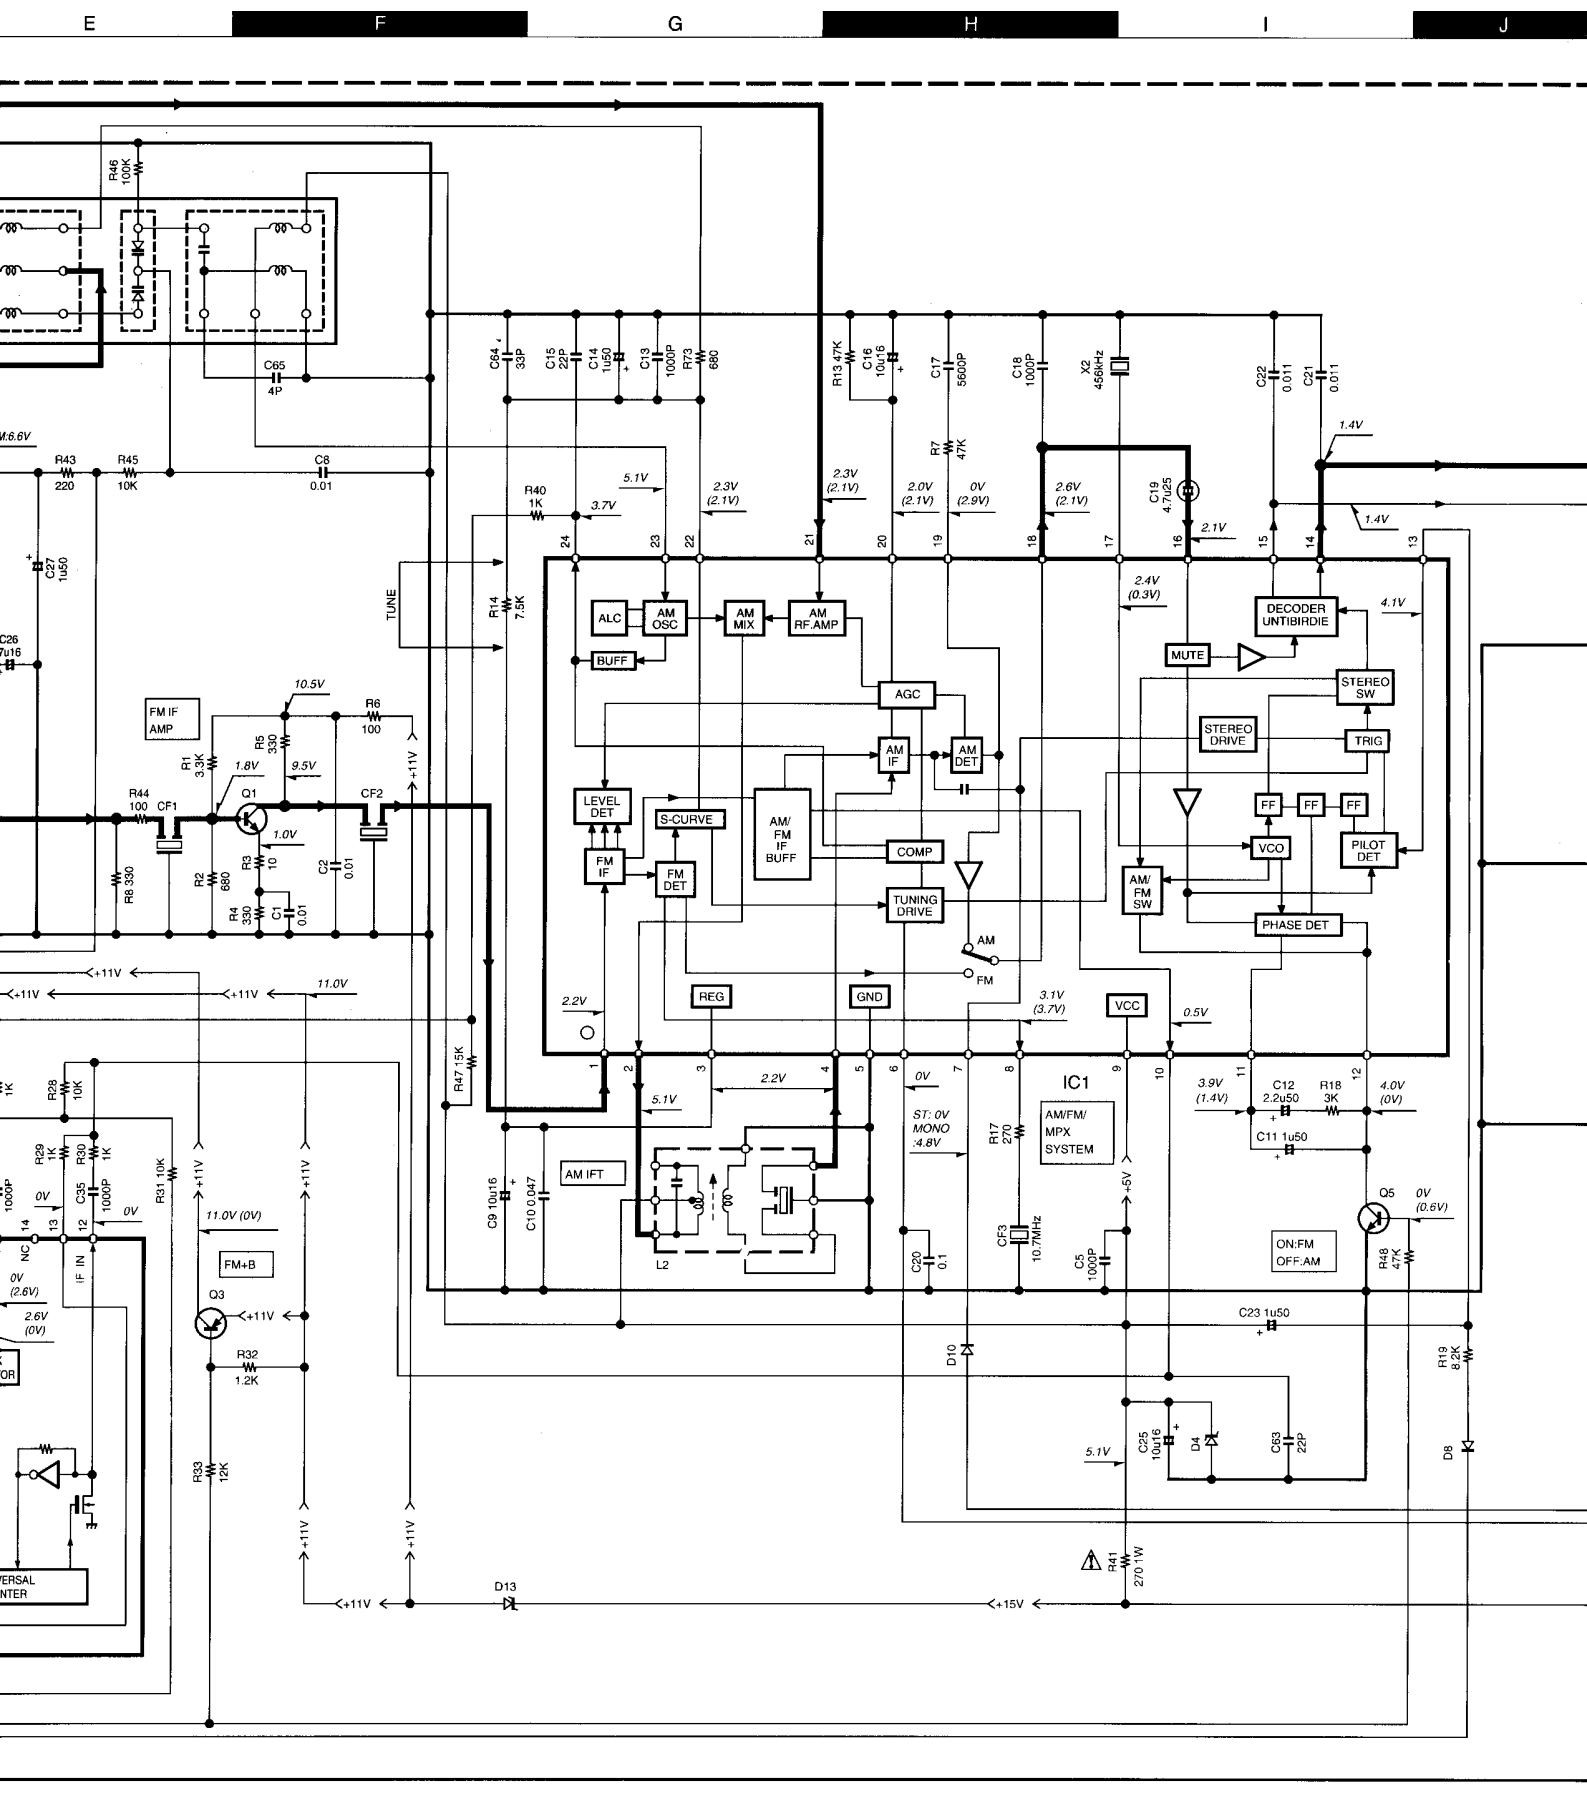 E
F
G
H
I
J
R46
100K
C65
4P
M:6.6V
R43
220
R45
10K
C8
0.01
C27
1u50
C26
7u16
C64
33P
C15
22P
C14
1u50
C13
1000P
R73
680
R13 47K
C16
10u16
C17
5600P
C18
1000P
X2
456kHz
C22
0.011
C21
0.011
1.4V
R7
47K
C19
4.7u25
R40
1K
3.7V
5.1V
2.3V
(2.1V)
2.3V
(2.1V)
2.0V
(2.1V)
0V
(2.9V)
2.6V
(2.1V)
2.1V
1.4V
24
23
22
21
20
19
18
17
16
15
14
13
TUNE
R14
7.5K
ALC
AM
OSC
AM
MIX
AM
RF.AMP
BUFF
2.4V
(0.3V)
DECODER
UNTIBIRDIE
4.1V
MUTE
AGC
STEREO
SW
STEREO
DRIVE
TRIG
AM
IF
AM
DET
LEVEL
DET
S-CURVE
AM/
FM
IF
BUFF
FF
FF
FF
VCO
PILOT
DET
COMP
FM
IF
FM
DET
TUNING
DRIVE
AM/
FM
SW
PHASE DET
AM
FM
REG
GND
VCC
2.2V
3.1V
(3.7V)
0.5V
FM IF
AMP
10.5V
R6
100
R1
3.3K
R5
330
1.8V
9.5V
+11V
R44
100
CF1
Q1
CF2
1.0V
R8 330
R2
680
R3
10
R4
330
C1
0.01
C2
0.01
+11V
+11V
+11V
11.0V
1
2
3
4
5
6
7
8
9
10
11
12
IC1
AM/FM/
MPX
SYSTEM
2.2V
5.1V
0V
ST: 0V
MONO
:4.8V
R17
270
3.9V
(1.4V)
C12
2.2u50
R18
3K
4.0V
(0V)
C11 1u50
R47 15K
AM IFT
C9 10u16
C10 0.047
L2
C20
0.1
CF3
10.7MHz
+5V
C5
1000P
Q5
0V
(0.6V)
ON:FM
OFF:AM
R48
47K
1K
R28
10K
R29
1K
R30
1K
R31 10K
1000P
0V
C35
1000P
0V
+11V
+11V
14
13
12
NC
IF IN
11.0V (0V)
FM+B
0V
(2.6V)
2.6V
(0V)
Q3
+11V
R32
1.2K
OR
R33
12K
C23 1u50
D10
R19
8.2K
C25
10u16
D4
C63
22P
5.1V
D8
+11V
+11V
R41
270 1W
VERSAL
NTER
D13
+11V
+15V